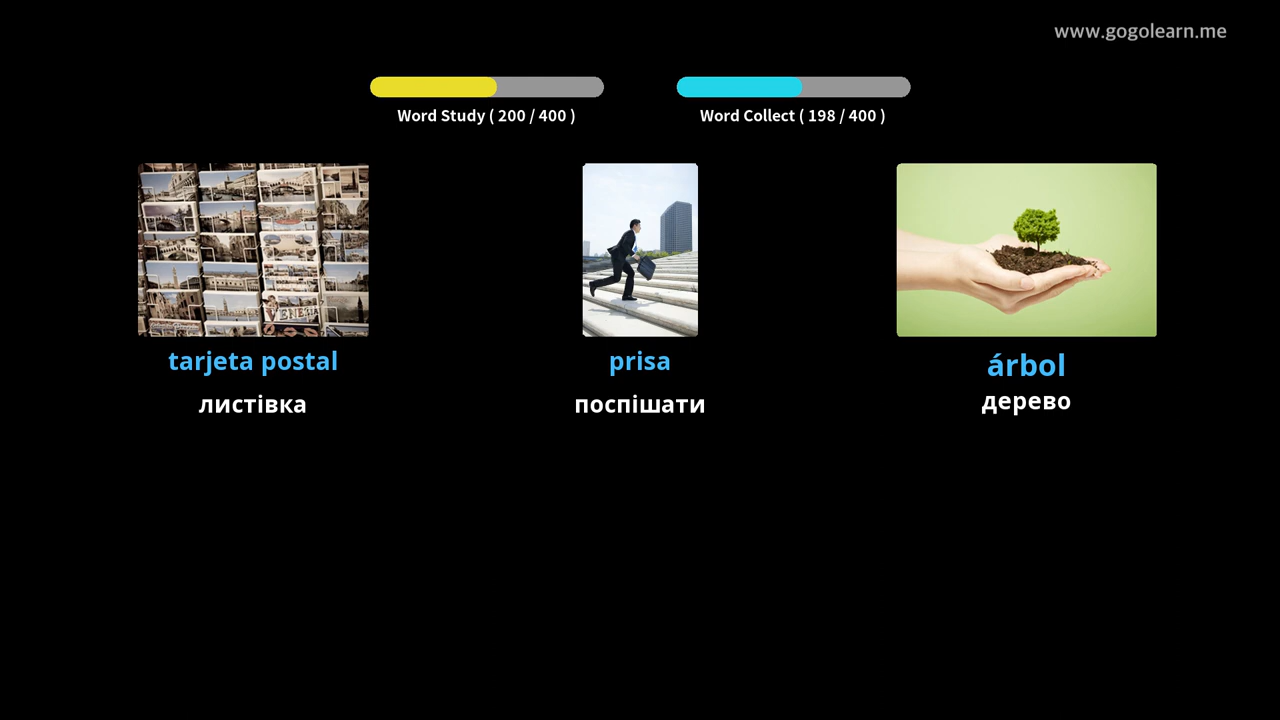 www.gogolearn.me
Word Study ( 200 / 400 )
Word Collect ( 198 / 400 )
tarjeta postal
листівка
prisa
поспішати
árbol
дерево